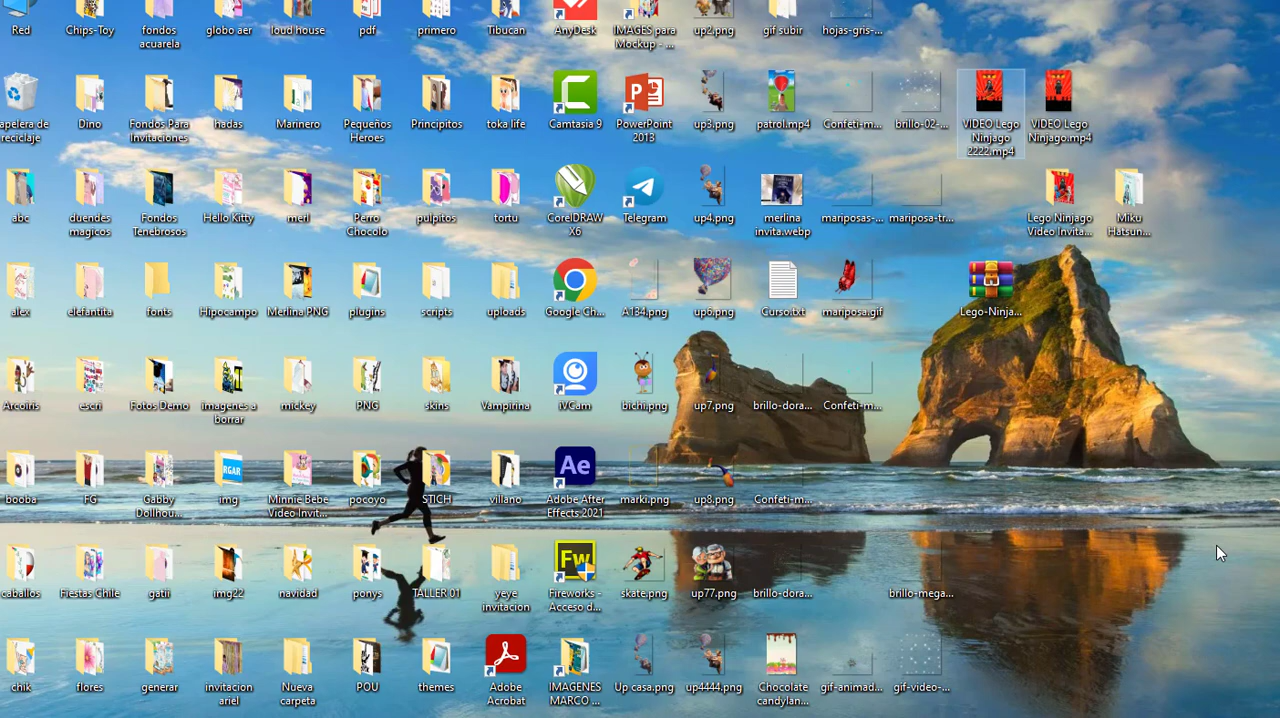 Red
Chips-Toy
fondos
acuarela
globo aer
loud house
pdf
primero
Tibucan
AnyDesk
IMAGES para
Mockup - ...
up2.png
gif subir
hojas-gris-...
apelera de
reciclaje
Dino
Fondos Para
Invitaciones
hadas
Marinero
Pequeños
Heroes
Principitos
toka life
Camtasia 9
PowerPoint
2013
up3.png
patrol.mp4
Confeti-m...
brillo-02-...
VIDEO Lego
Ninjago
2222.mp4
VIDEO Lego
Ninjago.mp4
abc
duendes
magicos
Fondos
Tenebrosos
Hello Kitty
merl
Perro
Chocolo
pulpitos
tortu
CorelDRAW
X6
Telegram
up4.png
merlina
invita.webp
mariposas-...
mariposa-tr...
Lego Ninjago
Video Invita...
Miku
Hatsun...
alex
elefantita
fonts
Hipocampo
Merlina PNG
plugins
scripts
uploads
Google Ch...
A134.png
up6.png
Curso.txt
mariposa.gif
Lego-Ninja...
Arcoiris
escri
Fotos Demo
imagenes a
borrar
mickey
PNG
skins
Vampirina
iVCam
bichii.png
up7.png
brillo-dora...
Confeti-m...
booba
FG
Gabby
Dollhou...
img
Minnie Bebe
Video Invit...
pocoyo
STICH
villano
Adobe After
Effects 2021
marki.png
up8.png
Confeti-m...
caballos
Fiestas Chile
gatii
img22
navidad
ponys
TALLER 01
yeye
invitacion
Fireworks -
Acceso d...
skate.png
up77.png
brillo-dora...
brillo-mega...
chik
flores
generar
invitacion
ariel
Nueva
carpeta
POU
themes
Adobe
Acrobat
IMAGENES
MARCO ...
Up casa.png
up4444.png
Chocolate
candylan...
gif-animad...
gif-video-...